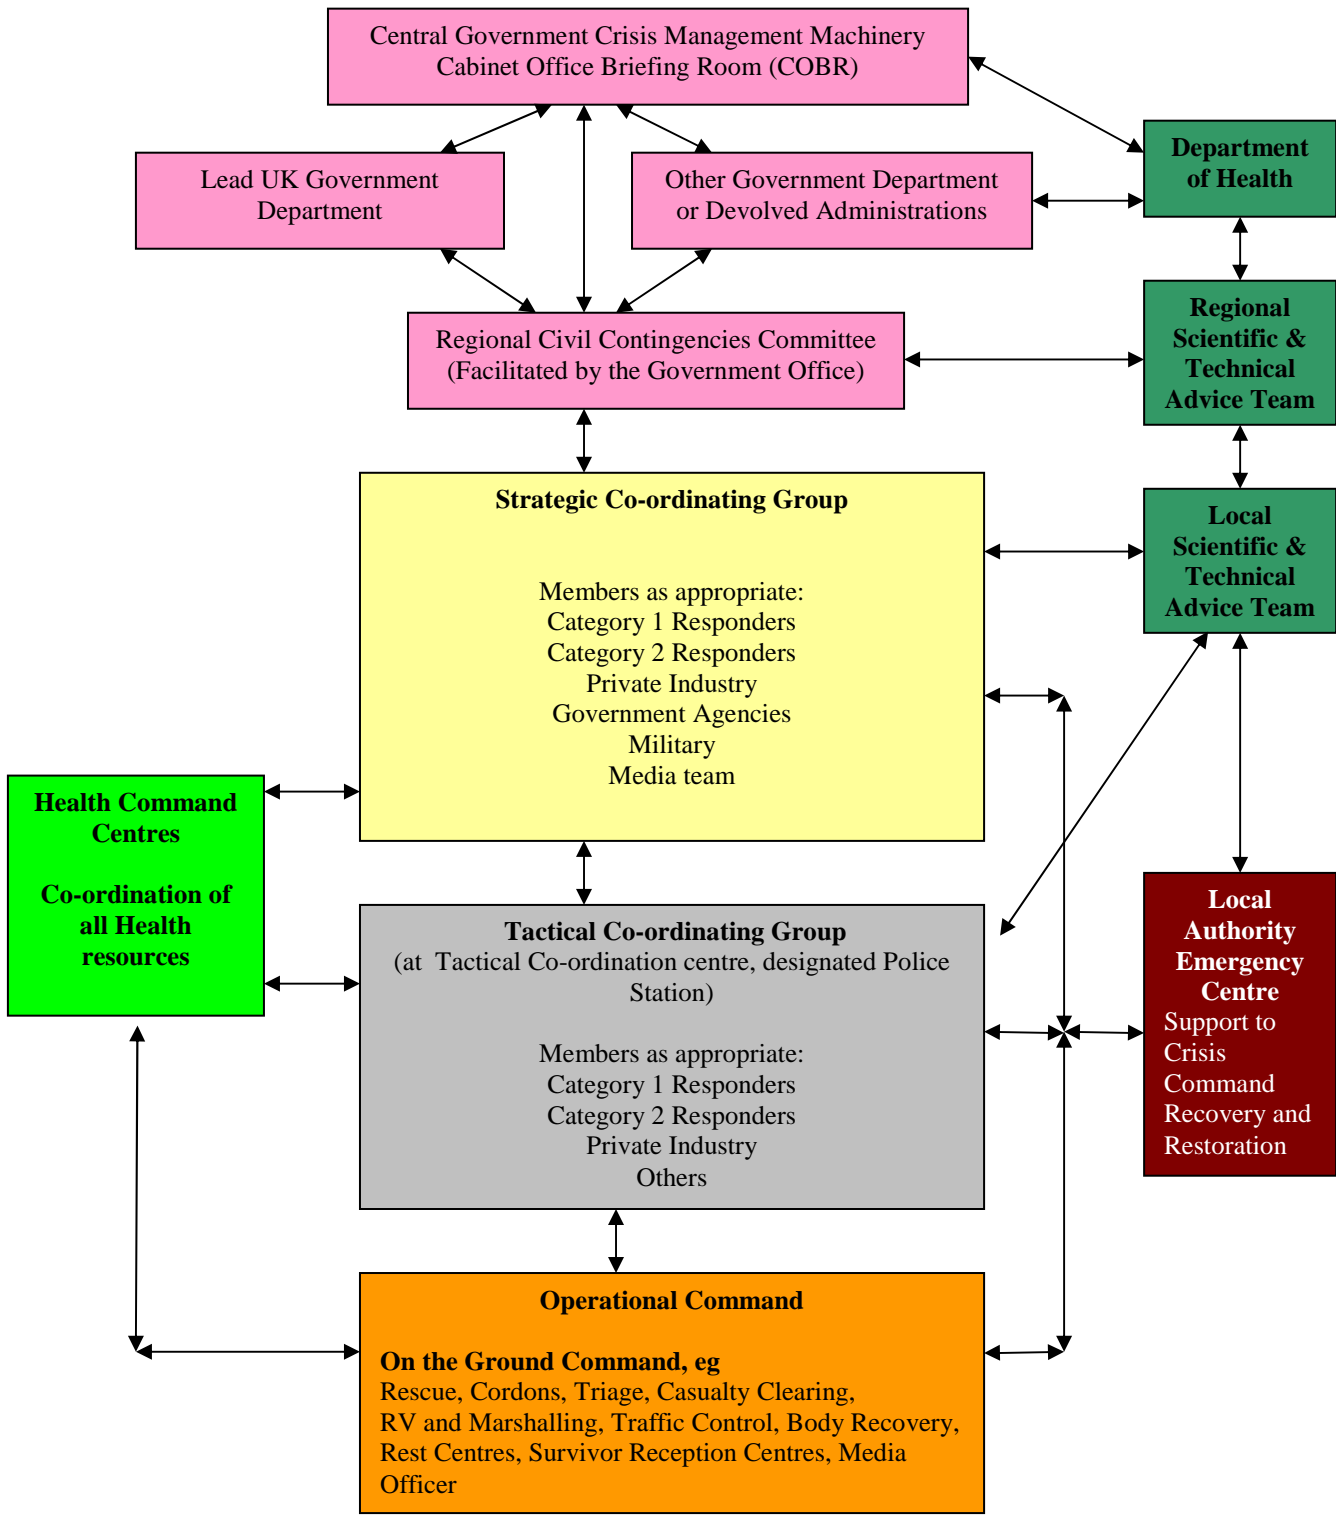 Central Government Crisis Management Machinery
Cabinet Office Briefing Room (COBR)
Department
of Health
Lead UK Government
Department
Other Government Department
or Devolved Administrations
Regional Civil Contingencies Committee
(Facilitated by the Government Office)
Regional
Scientific &
Technical
Advice Team
Strategic Co-ordinating Group
Members as appropriate:
Category 1 Responders
Category 2 Responders
Private Industry
Government Agencies
Military
Media team
Local
Scientific &
Technical
Advice Team
Health Command
Centres
Co-ordination of
all Health
resources
Tactical Co-ordinating Group
(at  Tactical Co-ordination centre, designated Police
Station)
Members as appropriate:
Category 1 Responders
Category 2 Responders
Private Industry
Others
Local
Authority
Emergency
Centre
Support to
Crisis
Command
Recovery and
Restoration
Operational Command
On the Ground Command, eg
Rescue, Cordons, Triage, Casualty Clearing,
RV and Marshalling, Traffic Control, Body Recovery,
Rest Centres, Survivor Reception Centres, Media
Officer